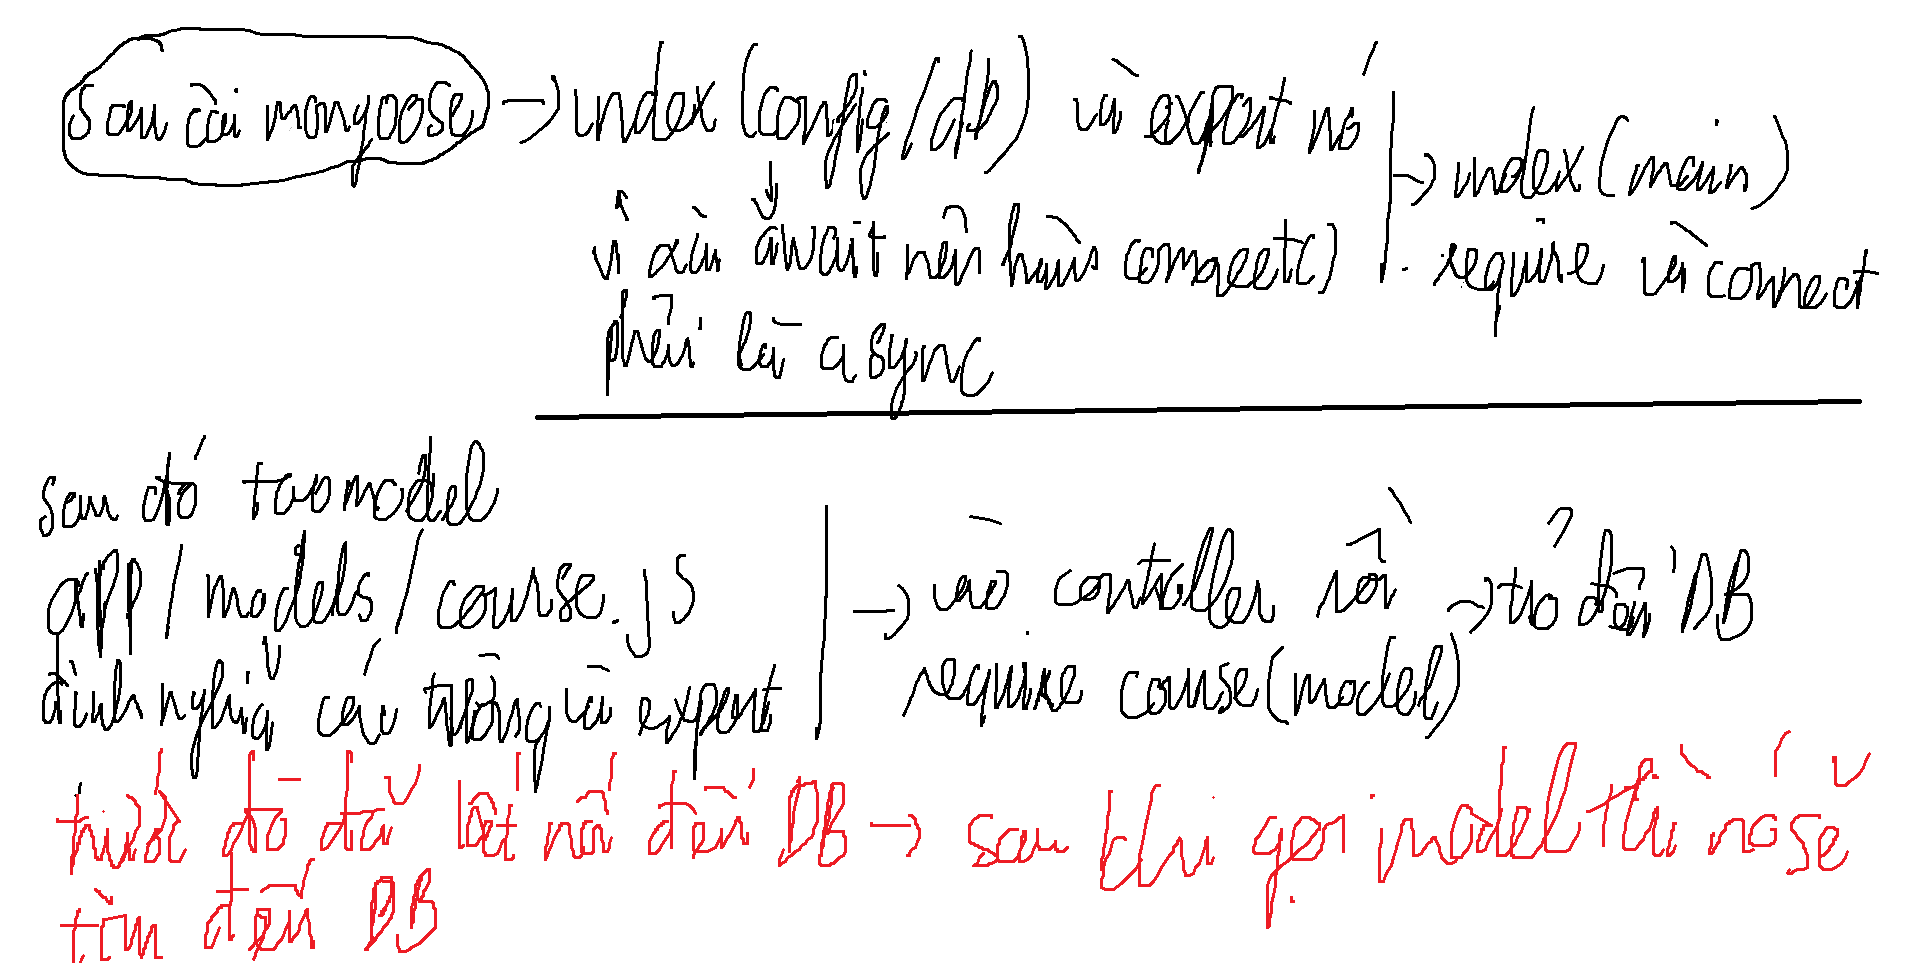 sau cài mongoose → index (config/db) và export nó → index (main)
vì xài await nên hàm connect() . require và connect
phải là async
sau đó tạo model
app / models / course.js → vào controller rồi → trỏ đến DB
định nghĩa các trường và export require course (model)
trước đó đã kết nối đến DB → sau khi gọi model thì nó sẽ
tìm đến DB